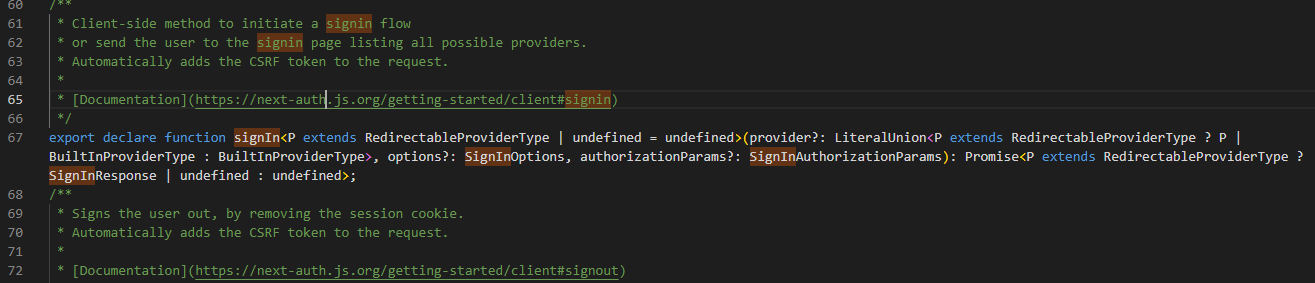 60 /**
61 * Client-side method to initiate a signin flow
62 * or send the user to the signin page listing all possible providers.
63 * Automatically adds the CSRF token to the request.
64 *
65 * [Documentation](https://next-auth.js.org/getting-started/client#signin)
66 */
67 export declare function signIn<P extends RedirectableProviderType | undefined = undefined>(provider?: LiteralUnion<P extends RedirectableProviderType ? P |
BuiltInProviderType : BuiltInProviderType>, options?: SignInOptions, authorizationParams?: SignInAuthorizationParams): Promise<P extends RedirectableProviderType ?
SignInResponse | undefined : undefined>;
68 /**
69 * Signs the user out, by removing the session cookie.
70 * Automatically adds the CSRF token to the request.
71 *
72 * [Documentation](https://next-auth.js.org/getting-started/client#signout)